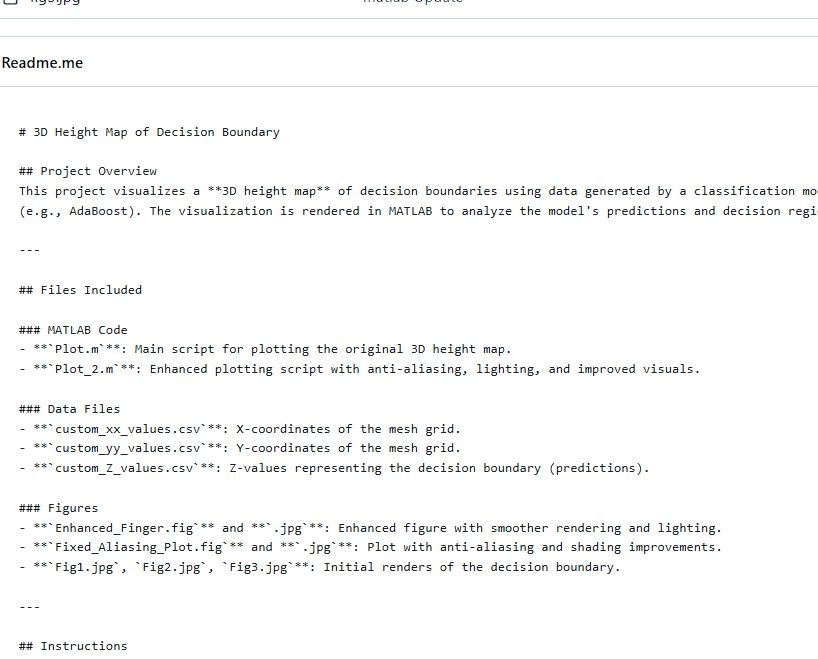 fig3.jpg
Matlab Update
Readme.me
# 3D Height Map of Decision Boundary
## Project Overview
This project visualizes a **3D height map** of decision boundaries using data generated by a classification mo
(e.g., AdaBoost). The visualization is rendered in MATLAB to analyze the model's predictions and decision regi
---
## Files Included
### MATLAB Code
- **`Plot.m`**: Main script for plotting the original 3D height map.
- **`Plot_2.m`**: Enhanced plotting script with anti-aliasing, lighting, and improved visuals.
### Data Files
- **`custom_xx_values.csv`**: X-coordinates of the mesh grid.
- **`custom_yy_values.csv`**: Y-coordinates of the mesh grid.
- **`custom_Z_values.csv`**: Z-values representing the decision boundary (predictions).
### Figures
- **`Enhanced_Finger.fig`** and **`.jpg`**: Enhanced figure with smoother rendering and lighting.
- **`Fixed_Aliasing_Plot.fig`** and **`.jpg`**: Plot with anti-aliasing and shading improvements.
- **`Fig1.jpg`, `Fig2.jpg`, `Fig3.jpg`**: Initial renders of the decision boundary.
---
## Instructions